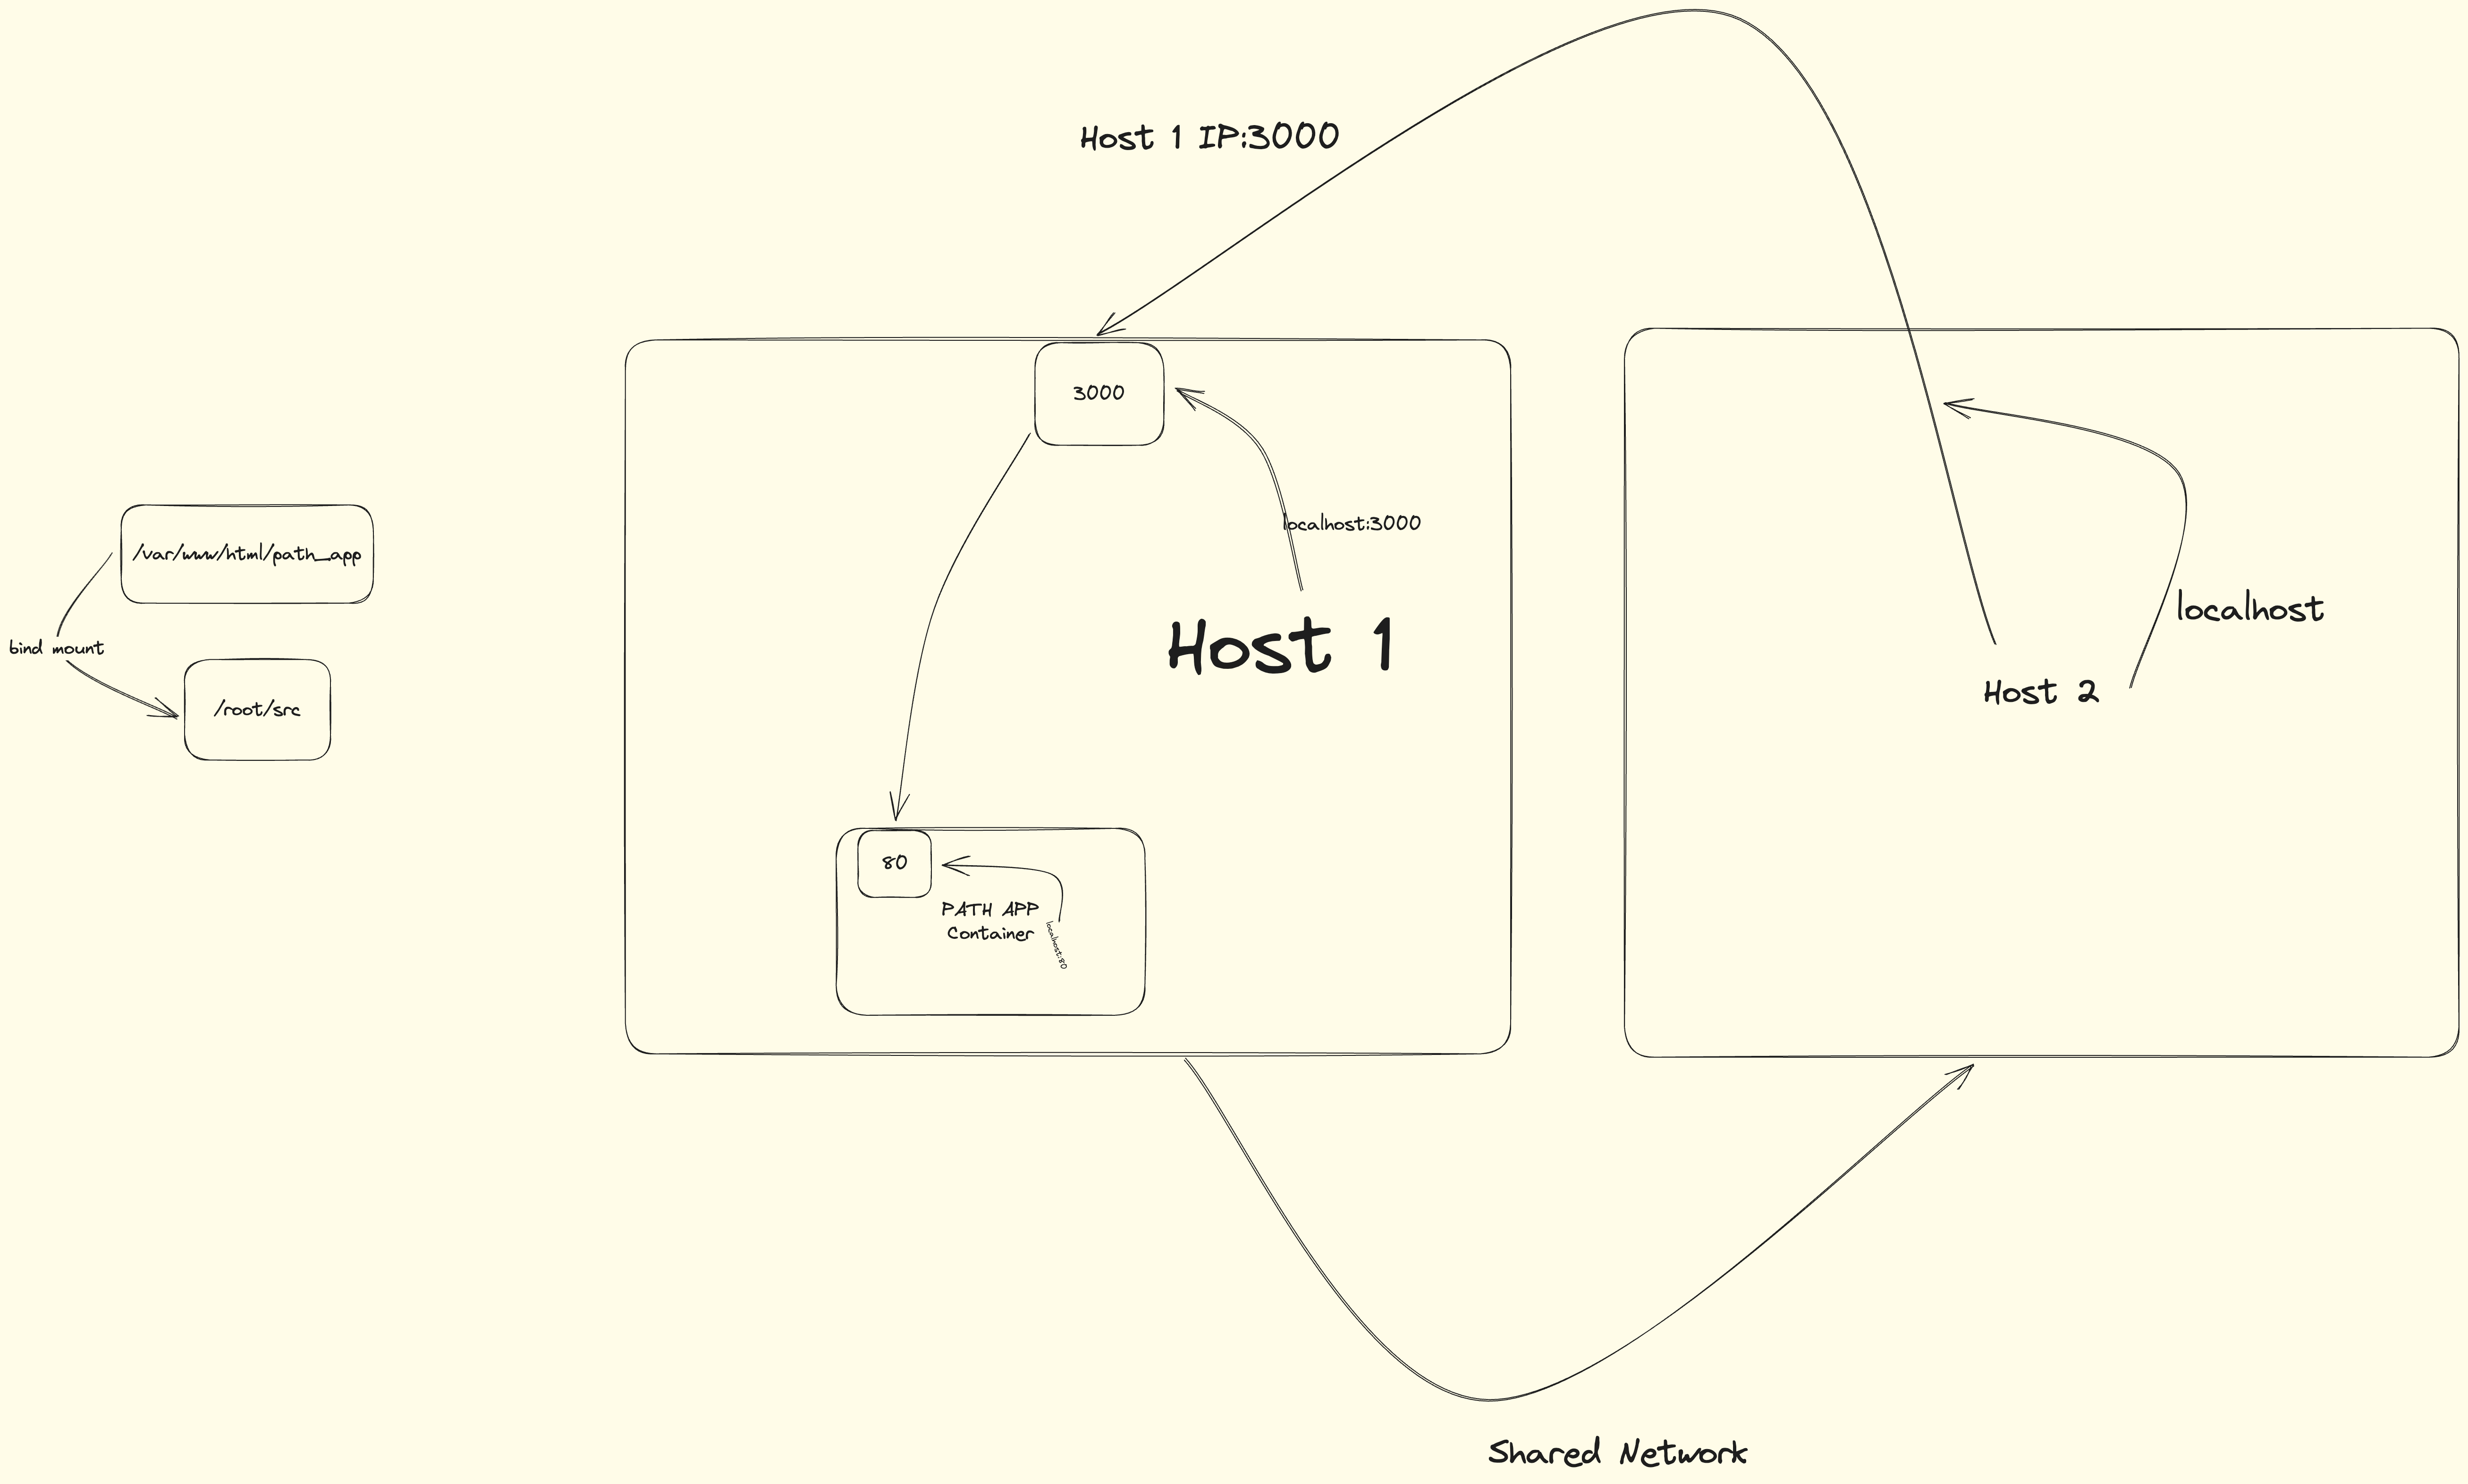 Host 1 IP:3000
3000
localhost:3000
/var/www/html/path_app
bind mount
/root/src
Host 1
localhost
Host 2
80
PATH APP
Container
localhost:80
Shared Network